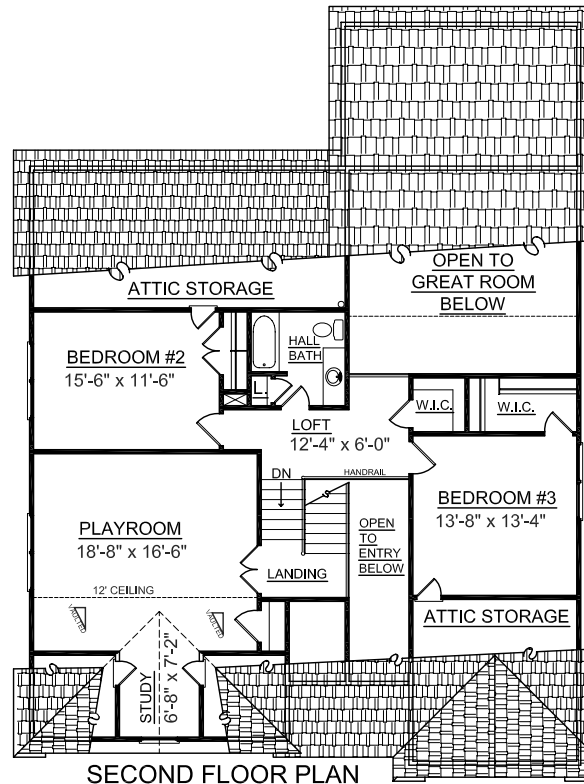 OPEN TO
GREAT ROOM
BELOW
ATTIC STORAGE
HALL
BATH
BEDROOM #2
15'-6" x 11'-6"
L.
W.I.C.
W.I.C.
LOFT
12'-4" x 6'-0"
DN
HANDRAIL
BEDROOM #3
13'-8" x 13'-4"
PLAYROOM
18'-8" x 16'-6"
OPEN
TO
ENTRY
BELOW
LANDING
12' CEILING
VAULTED
VAULTED
ATTIC STORAGE
STUDY
6'-8" x 7'-2"
SECOND FLOOR PLAN